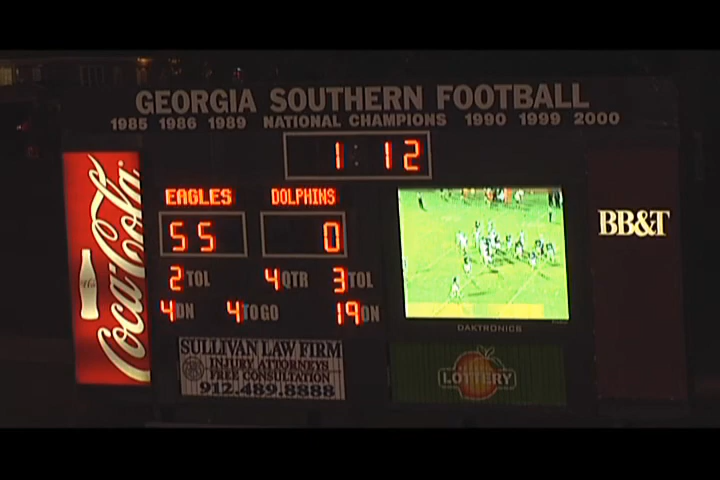 GEORGIA SOUTHERN FOOTBALL
1985 1986 1989 NATIONAL CHAMPIONS 1990 1999 2000
1:12
EAGLES DOLPHINS
55 0
2 TOL 4 QTR 3 TOL
4 DN 4 TO GO 19 ON
Coca-Cola
BB&T
DAKTRONICS
SULLIVAN LAW FIRM
INJURY ATTORNEYS
FREE CONSULTATION
912.489.8888
LOTTERY